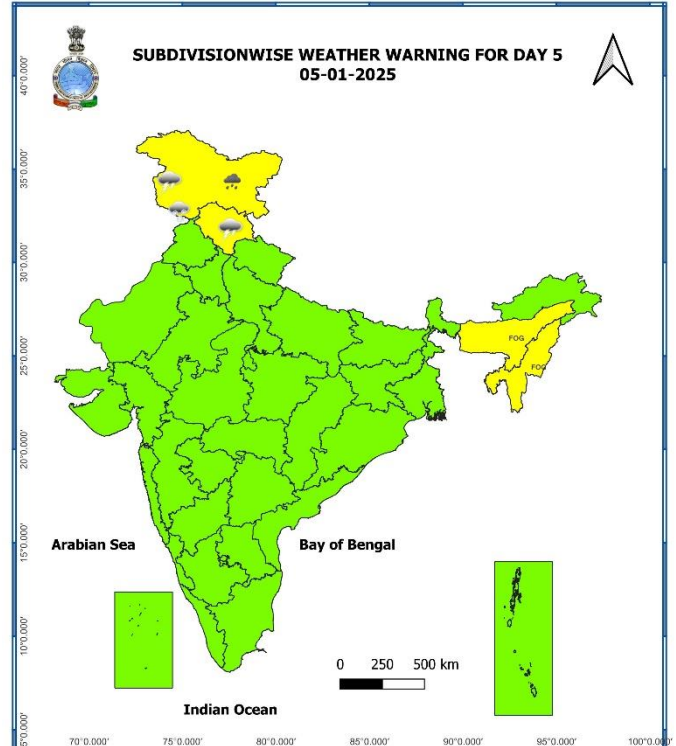 SUBDIVISIONWISE WEATHER WARNING FOR DAY 5
05-01-2025
40°0.000'
35°0.000'
30°0.000'
25°0.000'
20°0.000'
15°0.000'
10°0.000'
5°0.000'
FOG
FOG
Arabian Sea
Bay of Bengal
0 250 500 km
Indian Ocean
70°0.000' 75°0.000' 80°0.000' 85°0.000' 90°0.000' 95°0.000' 100°0.000'